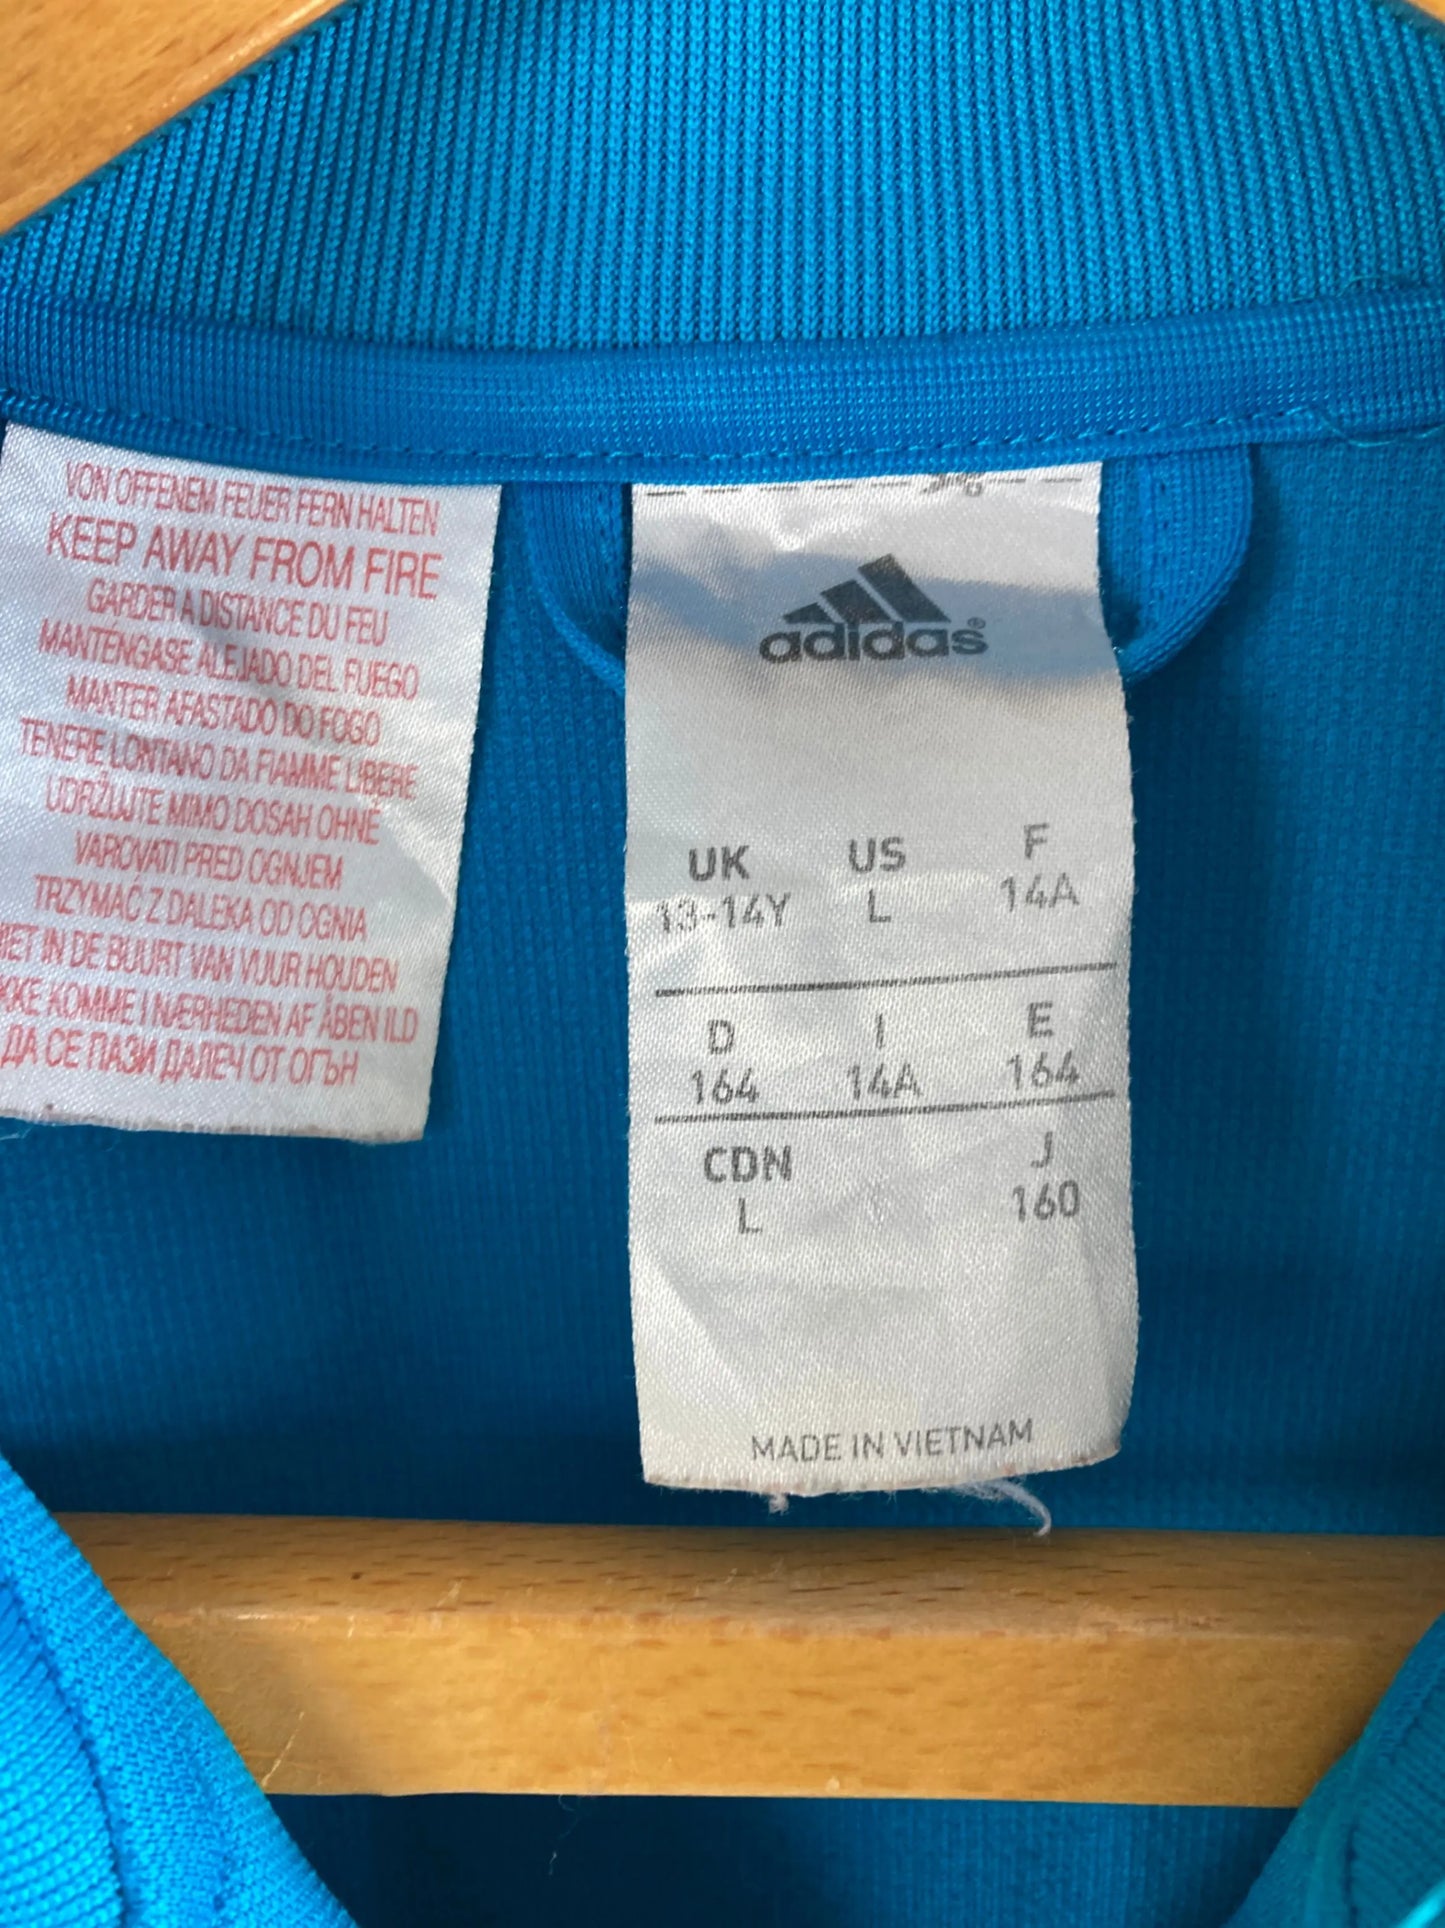 VON OFFENEM FEUER FERN HALTEN
KEEP AWAY FROM FIRE
GARDER A DISTANCE DU FEU
MANTÉNGASE ALEJADO DEL FUEGO
MANTER AFASTADO DO FOGO
TENERE LONTANO DA FIAMME LIBERE
UDRŽUJTE MIMO DOSAH OHNĚ
VAROVATI PRED OGNJEM
TRZYMAĆ Z DALEKA OD OGNIA
IN DE BUURT VAN VUUR HOUDEN
KOMME I NÆRHEDEN AF ÅBEN ILD
ДА СЕ ПАЗИ ДАЛЕЧ ОТ ОГЪН
adidas®
UK US F
13-14Y L 14A
D I E
164 14A 164
CDN J
L 160
MADE IN VIETNAM